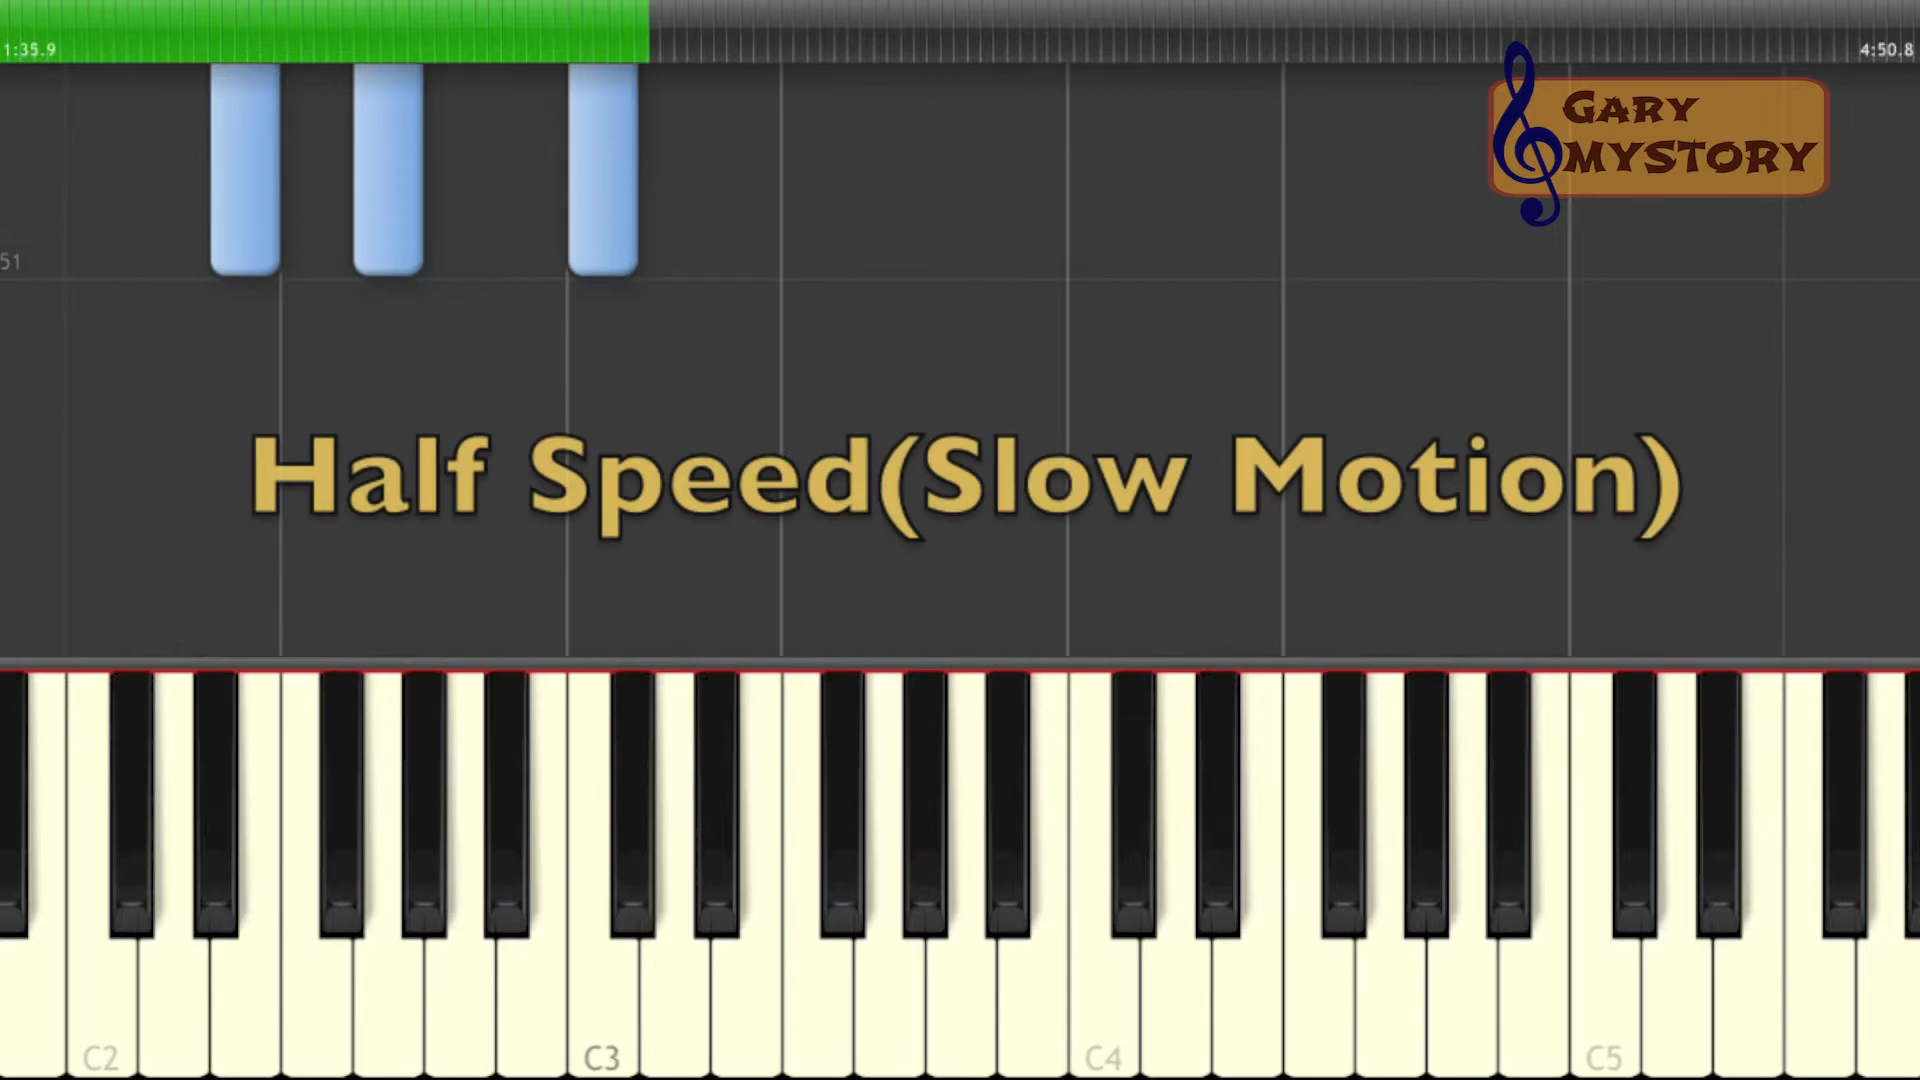 1:35.9
4:50.8
GARY
MYSTORY
51
Half Speed(Slow Motion)
C2
C3
C4
C5